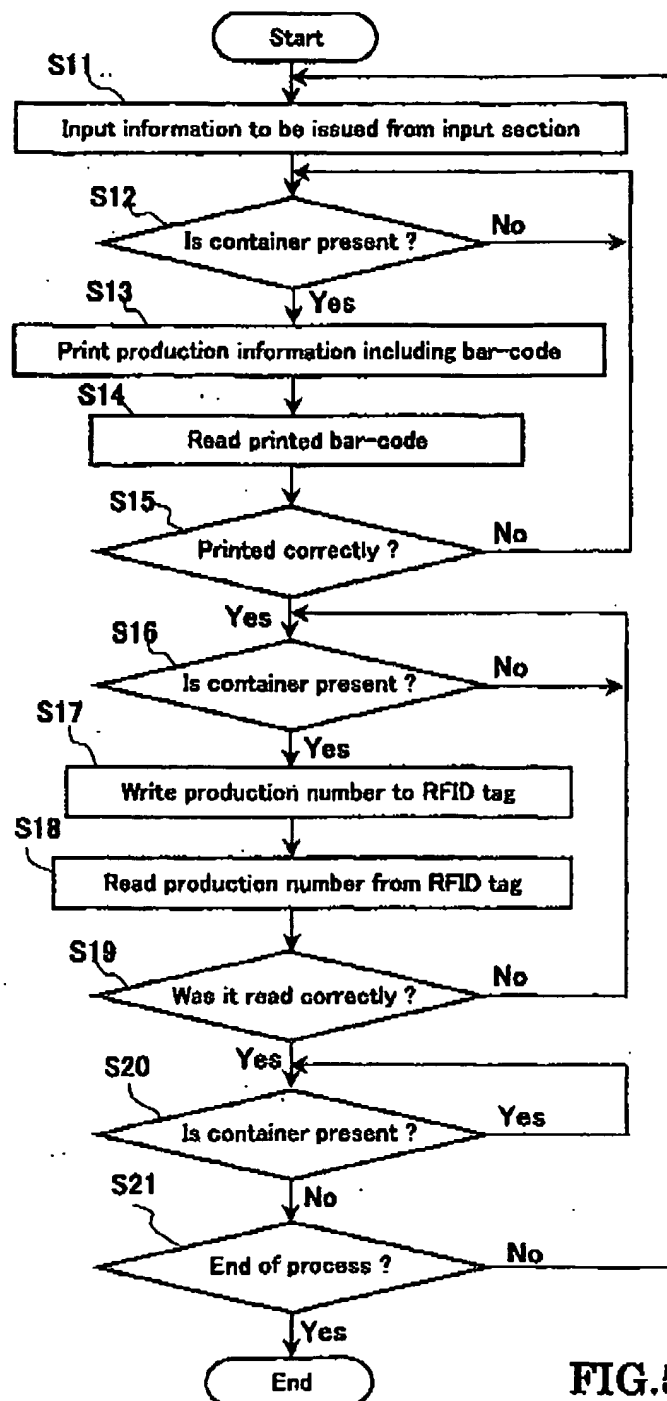 Start
S11
Input information to be issued from input section
S12
Is container present ?
No
Yes
S13
Print production information including bar-code
S14
Read printed bar-code
S15
Printed correctly ?
No
Yes
S16
Is container present ?
No
Yes
S17
Write production number to RFID tag
S18
Read production number from RFID tag
S19
Was it read correctly ?
No
Yes
S20
Is container present ?
Yes
No
S21
End of process ?
No
Yes
End
FIG.5